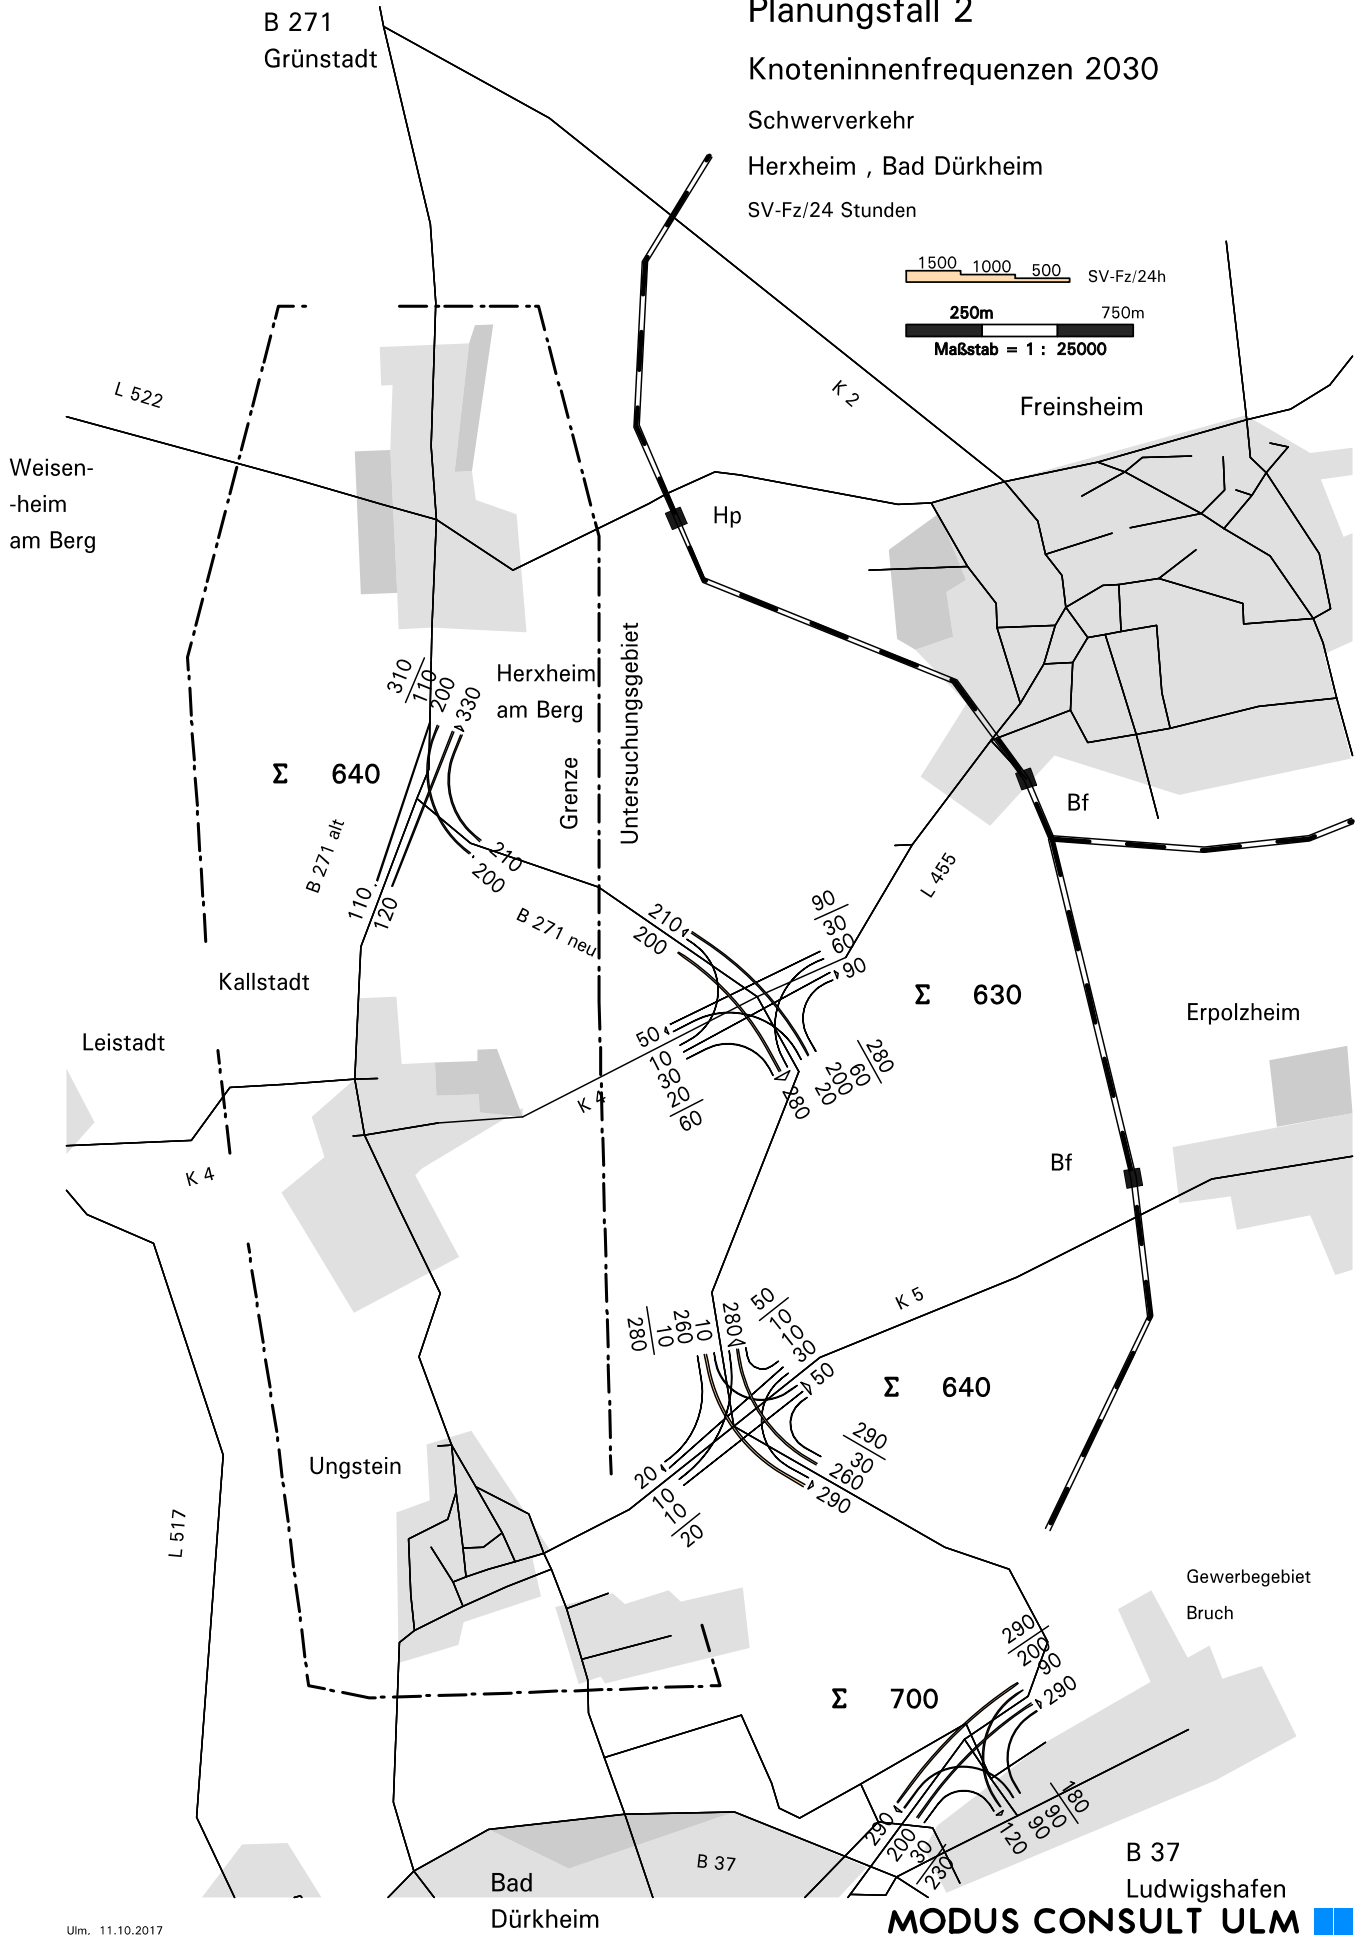 B 271
Grünstadt
Planungsfall 2
Knoteninnenfrequenzen 2030
Schwerverkehr
Herxheim , Bad Dürkheim
SV-Fz/24 Stunden
1500 1000 500 SV-Fz/24h
250m 750m
Maßstab = 1 : 25000
L 522
K 2
Freinsheim
Weisen-
-heim
am Berg
Hp
Herxheim
am Berg
Grenze
Untersuchungsgebiet
310
110
200
330
Σ 640
B 271 alt
110
120
210
200
B 271 neu
Bf
L 455
210
200
90
30
60
90
Σ 630
Kallstadt
Leistadt
Erpolzheim
50
10
30
20
60
280
20
200
60
280
K 4
K 4
Bf
K 5
280
10
260
10
280
50
10
10
30
50
Σ 640
290
30
260
290
20
10
10
20
Ungstein
L 517
Gewerbegebiet
Bruch
290
200
90
290
Σ 700
290
200
30
230
120
90
90
180
B 37
B 37
Ludwigshafen
Bad
Dürkheim
Ulm, 11.10.2017
MODUS CONSULT ULM